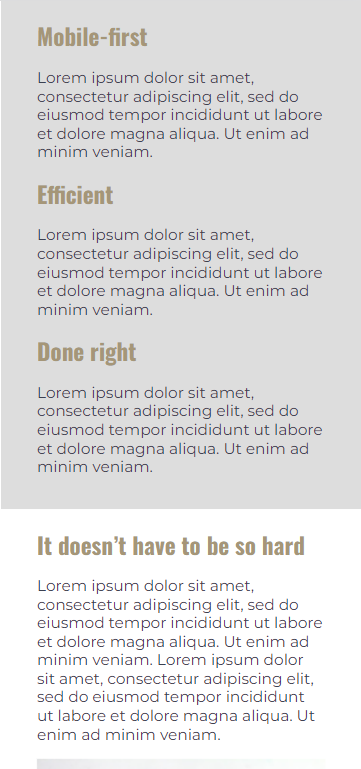 Mobile-first
Lorem ipsum dolor sit amet,
consectetur adipiscing elit, sed do
eiusmod tempor incididunt ut labore
et dolore magna aliqua. Ut enim ad
minim veniam.
Efficient
Lorem ipsum dolor sit amet,
consectetur adipiscing elit, sed do
eiusmod tempor incididunt ut labore
et dolore magna aliqua. Ut enim ad
minim veniam.
Done right
Lorem ipsum dolor sit amet,
consectetur adipiscing elit, sed do
eiusmod tempor incididunt ut labore
et dolore magna aliqua. Ut enim ad
minim veniam.
It doesn’t have to be so hard
Lorem ipsum dolor sit amet,
consectetur adipiscing elit, sed do
eiusmod tempor incididunt ut labore
et dolore magna aliqua. Ut enim ad
minim veniam. Lorem ipsum dolor
sit amet, consectetur adipiscing elit,
sed do eiusmod tempor incididunt
ut labore et dolore magna aliqua. Ut
enim ad minim veniam.